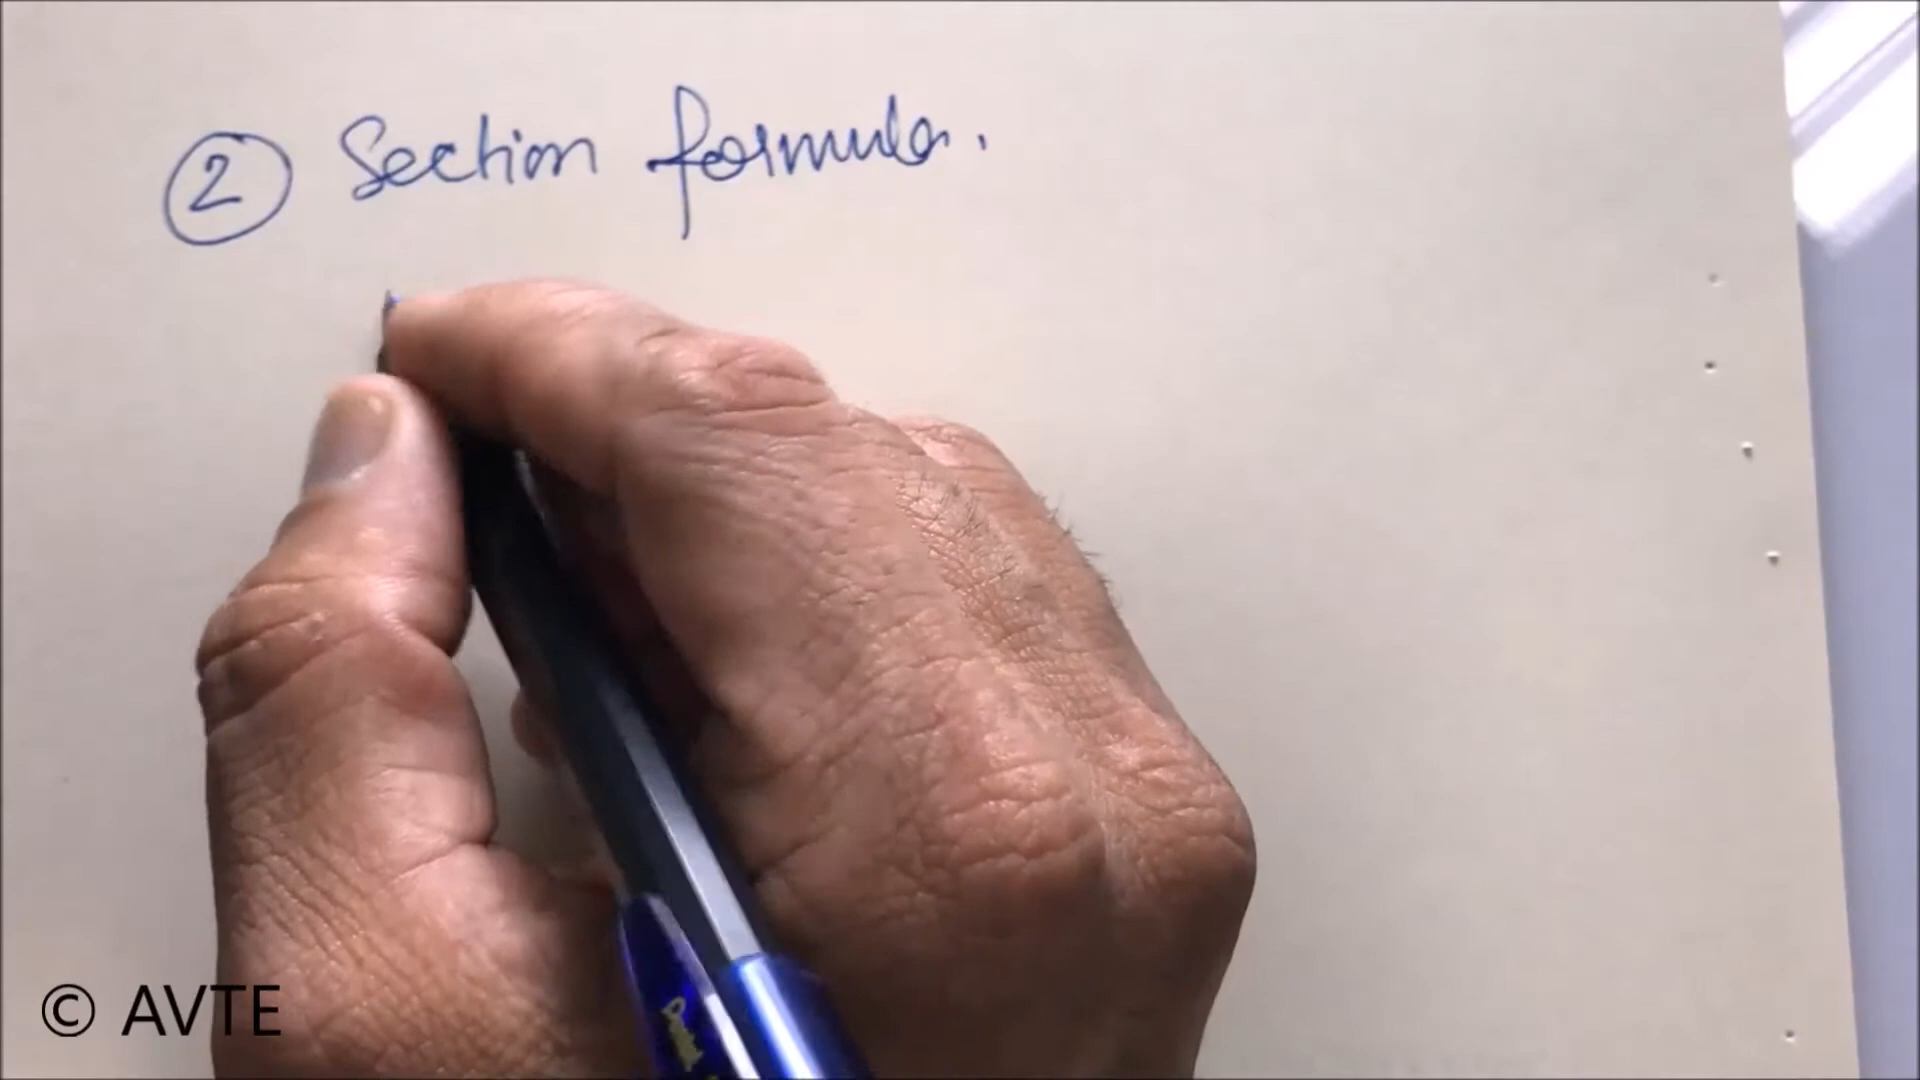 ② Section formula.
© AVTE